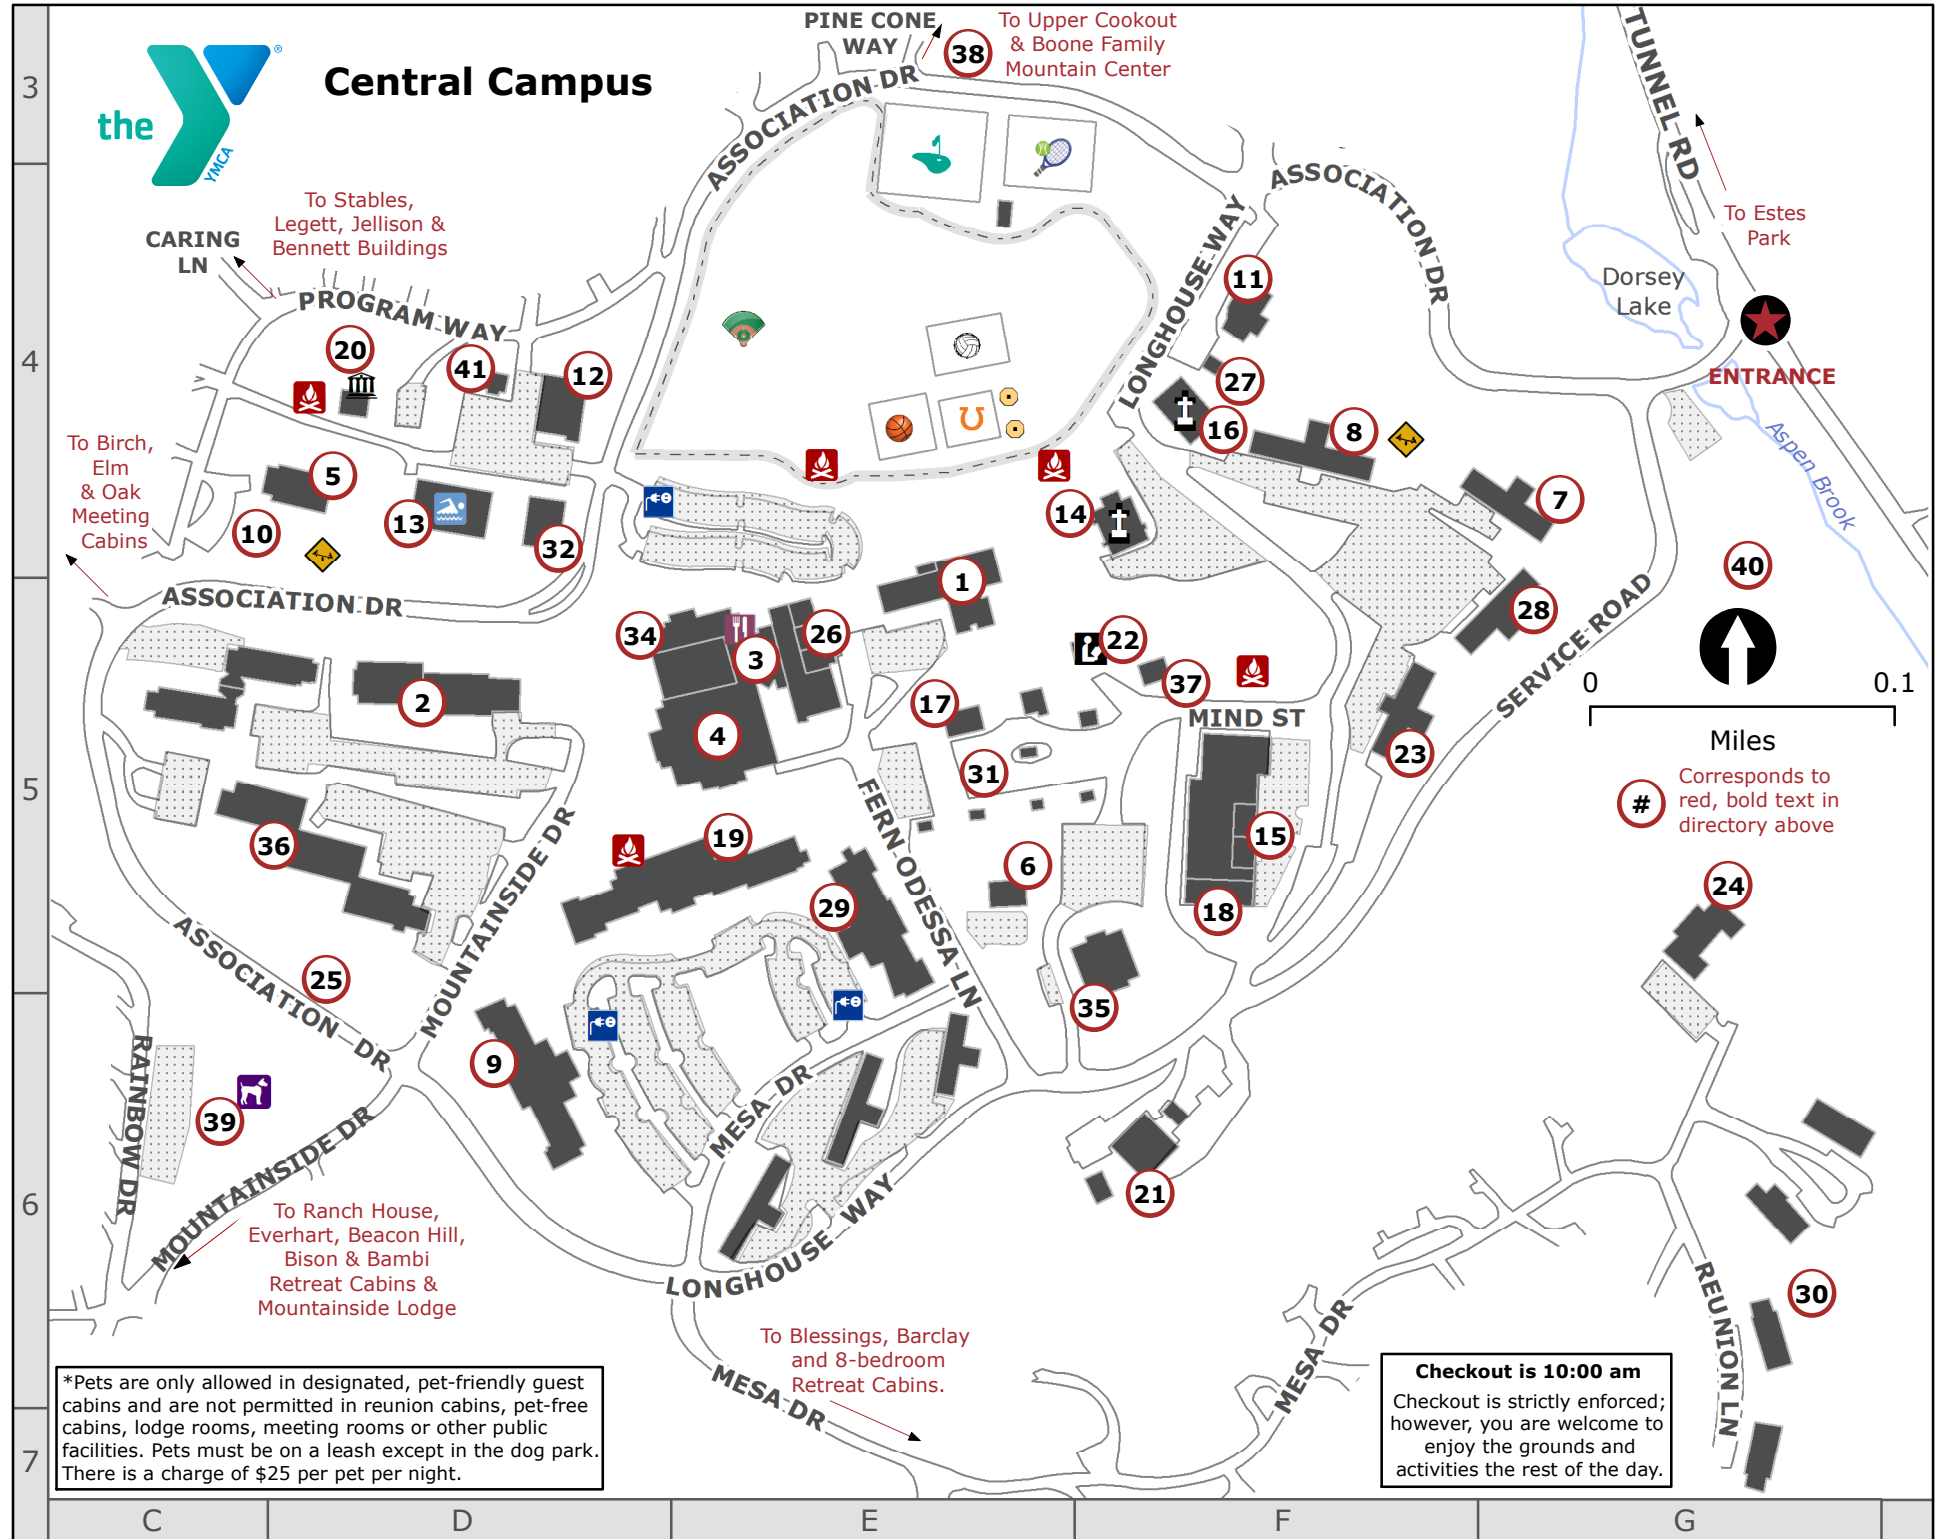 Central Campus
the
YMCA
®
PINE CONE
WAY
38
To Upper Cookout
& Boone Family
Mountain Center
ASSOCIATION DR
TUNNEL RD
To Estes
Park
Dorsey
Lake
ENTRANCE
Aspen Brook
To Stables,
Legett, Jellison &
Bennett Buildings
CARING
LN
PROGRAM WAY
LONGHOUSE WAY
ASSOCIATION DR
11
27
16
8
7
20
41
12
To Birch,
Elm
& Oak
Meeting
Cabins
5
10
13
32
14
1
40
28
SERVICE ROAD
ASSOCIATION DR
34
3
26
22
37
MIND ST
23
0
0.1
Miles
#
Corresponds to
red, bold text in
directory above
2
4
17
31
FERN ODESSA LN
15
18
6
36
19
29
24
MOUNTAINSIDE DR
ASSOCIATION DR
25
35
9
39
RAINBOW DR
MOUNTAINSIDE DR
MESA DR
21
LONGHOUSE WAY
To Ranch House,
Everhart, Beacon Hill,
Bison & Bambi
Retreat Cabins &
Mountainside Lodge
30
REUNION LN
MESA DR
To Blessings, Barclay
and 8-bedroom
Retreat Cabins.
MESA DR
*Pets are only allowed in designated, pet-friendly guest
cabins and are not permitted in reunion cabins, pet-free
cabins, lodge rooms, meeting rooms or other public
facilities. Pets must be on a leash except in the dog park.
There is a charge of $25 per pet per night.
Checkout is 10:00 am
Checkout is strictly enforced;
however, you are welcome to
enjoy the grounds and
activities the rest of the day.
3
4
5
6
7
C
D
E
F
G